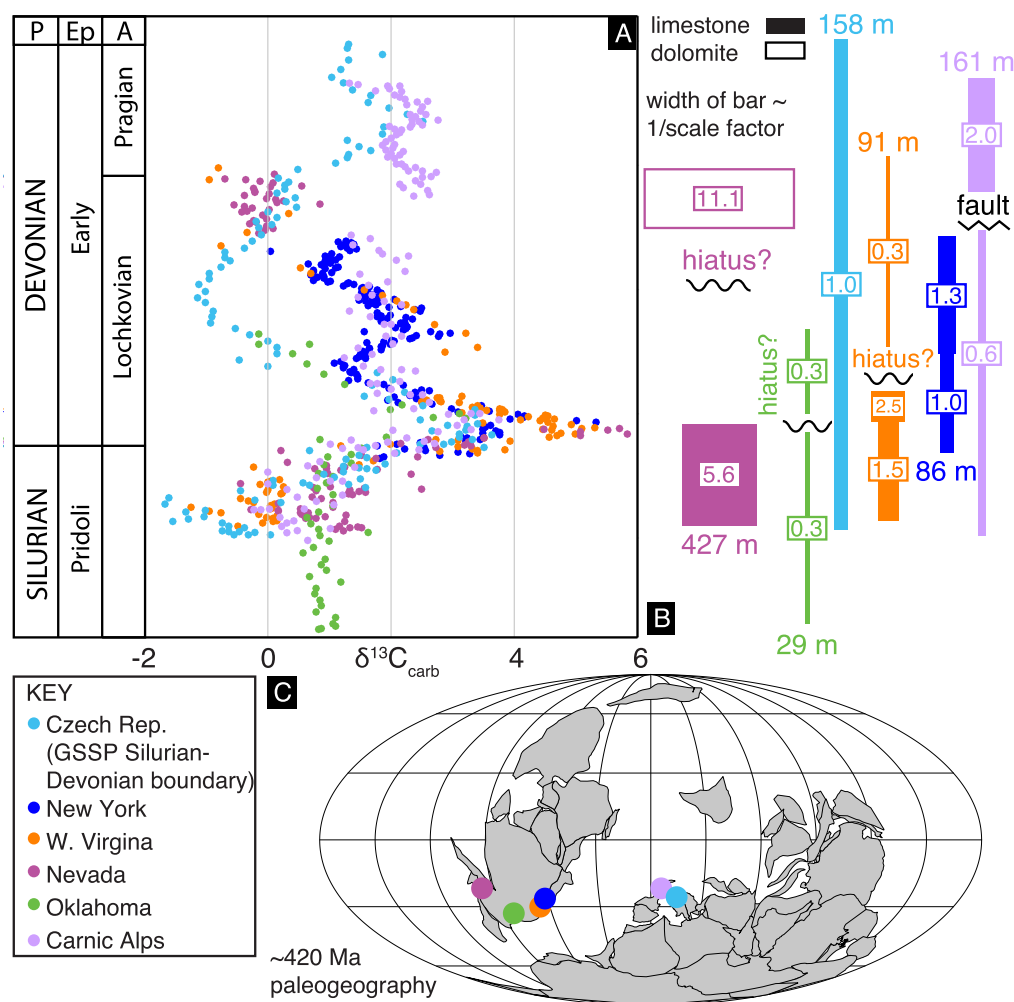 P Ep A
A
DEVONIAN
SILURIAN
Early
Pridoli
Pragian
Lochkovian
-2 0 δ¹³Ccarb 4 6
limestone
dolomite
width of bar ~
1/scale factor
158 m
161 m
91 m
2.0
11.1
fault
hiatus?
0.3
1.0
1.3
hiatus?
0.3
hiatus?
0.6
2.5
1.0
5.6
1.5
86 m
0.3
427 m
B
29 m
KEY
Czech Rep.
(GSSP Silurian-
Devonian boundary)
New York
W. Virgina
Nevada
Oklahoma
Carnic Alps
C
~420 Ma
paleogeography